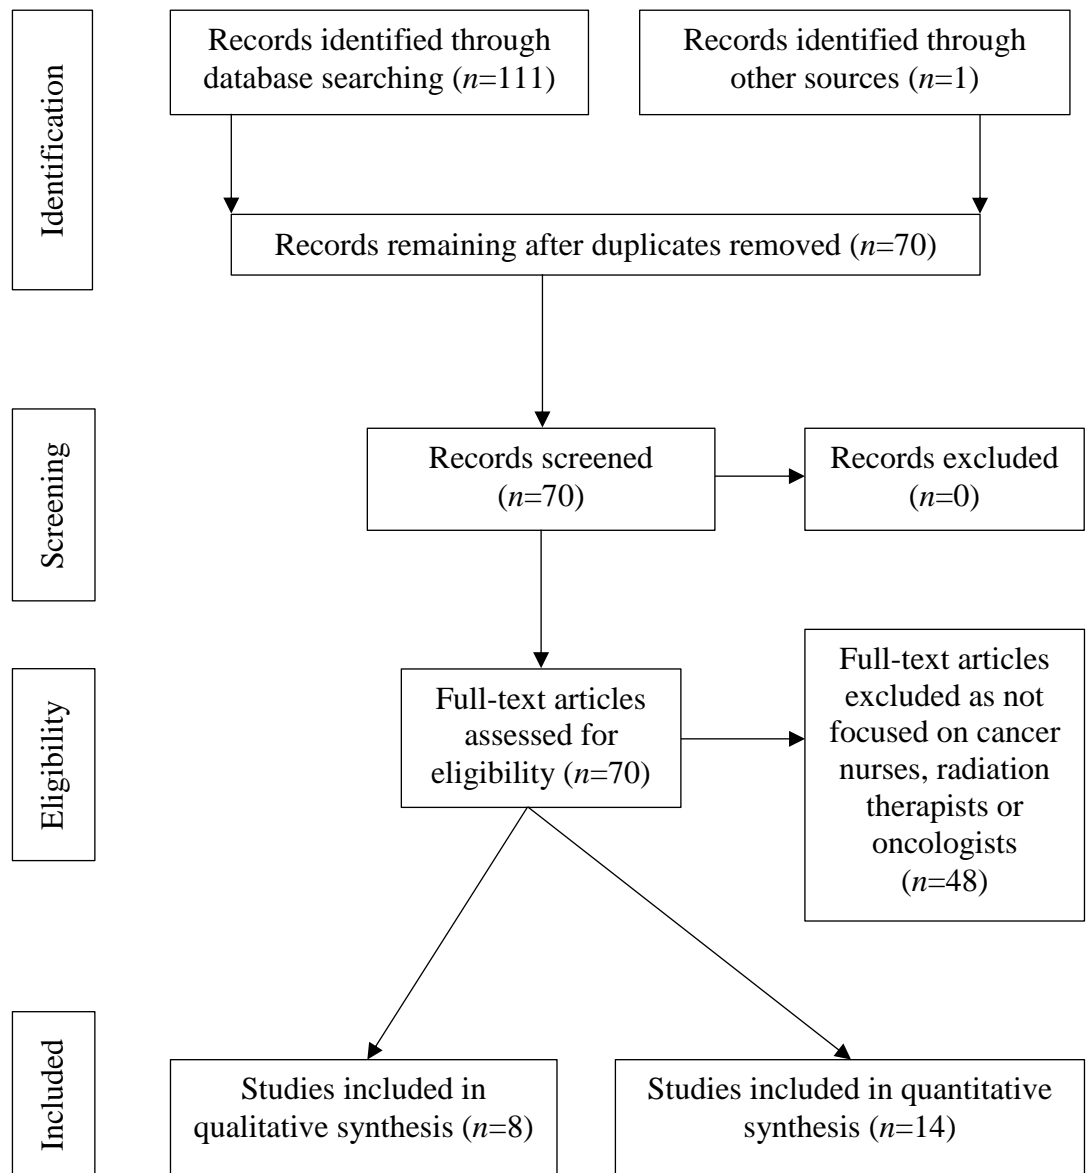 Identification
Records identified through
database searching (n=111)
Records identified through
other sources (n=1)
Records remaining after duplicates removed (n=70)
Screening
Records screened
(n=70)
Records excluded
(n=0)
Eligibility
Full-text articles
assessed for
eligibility (n=70)
Full-text articles
excluded as not
focused on cancer
nurses, radiation
therapists or
oncologists
(n=48)
Included
Studies included in
qualitative synthesis (n=8)
Studies included in quantitative
synthesis (n=14)